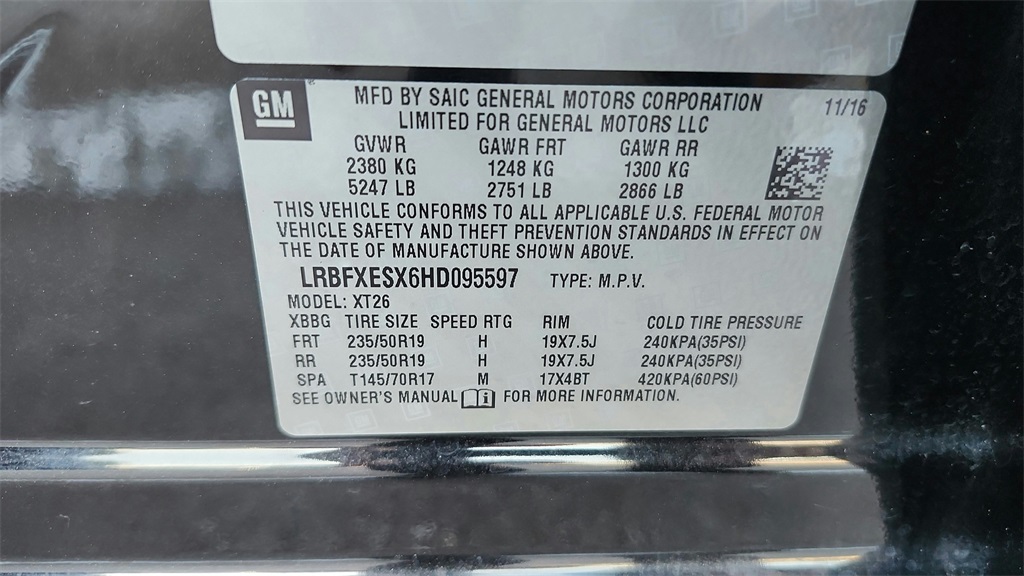 GM
MFD BY SAIC GENERAL MOTORS CORPORATION 11/16
LIMITED FOR GENERAL MOTORS LLC
GVWR GAWR FRT GAWR RR
2380 KG 1248 KG 1300 KG
5247 LB 2751 LB 2866 LB
THIS VEHICLE CONFORMS TO ALL APPLICABLE U.S. FEDERAL MOTOR
VEHICLE SAFETY AND THEFT PREVENTION STANDARDS IN EFFECT ON
THE DATE OF MANUFACTURE SHOWN ABOVE.
LRBFXESX6HD095597 TYPE: M.P.V.
MODEL: XT26
XBBG TIRE SIZE SPEED RTG RIM COLD TIRE PRESSURE
FRT 235/50R19 H 19X7.5J 240KPA(35PSI)
RR 235/50R19 H 19X7.5J 240KPA(35PSI)
SPA T145/70R17 M 17X4BT 420KPA(60PSI)
SEE OWNER'S MANUAL FOR MORE INFORMATION.